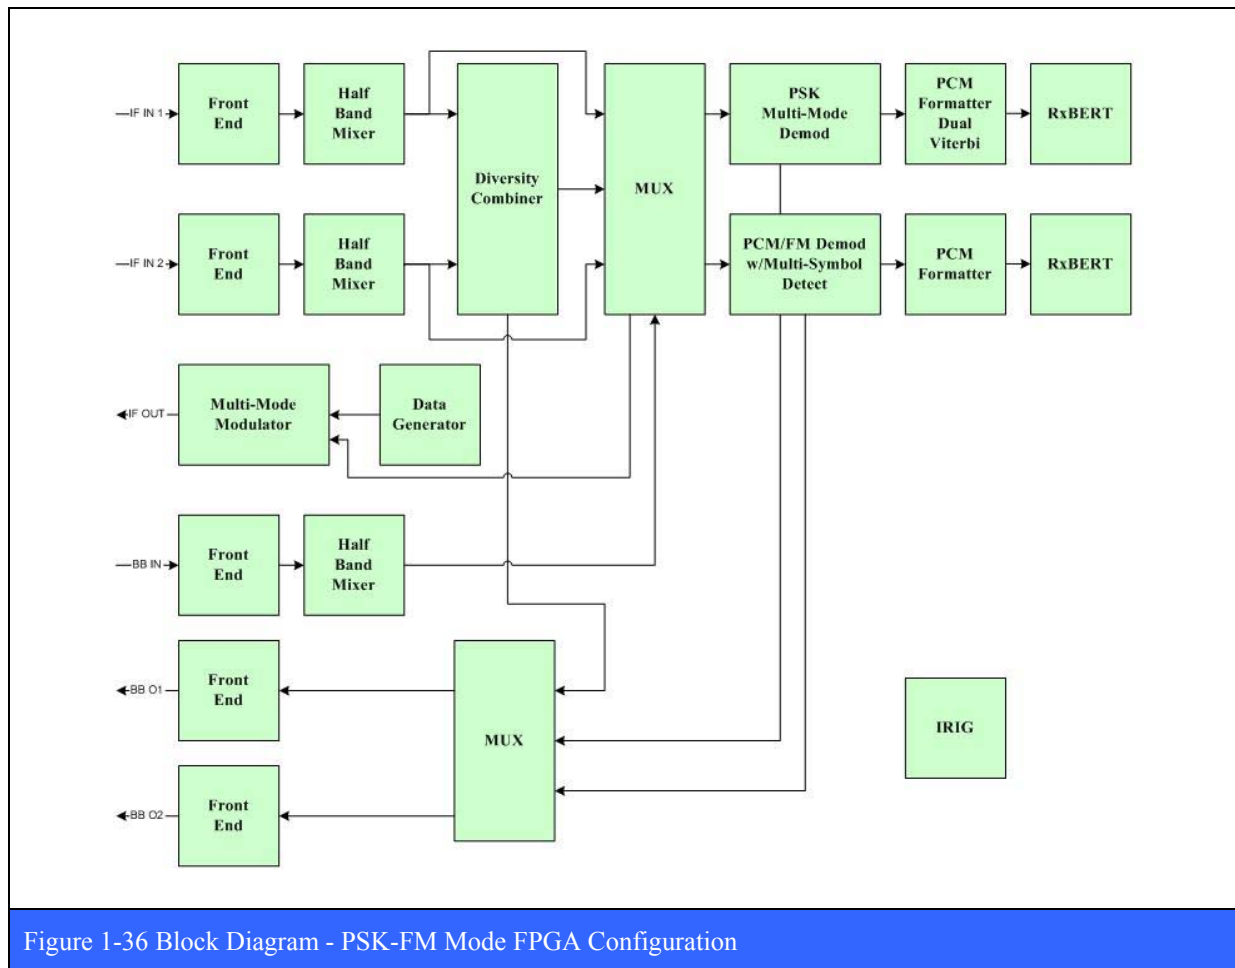 IF IN 1
Front
End
Half
Band
Mixer
Diversity
Combiner
MUX
PSK
Multi-Mode
Demod
PCM
Formatter
Dual
Viterbi
RxBERT
IF IN 2
Front
End
Half
Band
Mixer
PCM/FM Demod
w/Multi-Symbol
Detect
PCM
Formatter
RxBERT
IF OUT
Multi-Mode
Modulator
Data
Generator
BB IN
Front
End
Half
Band
Mixer
BB O1
Front
End
MUX
IRIG
BB O2
Front
End
Figure 1-36 Block Diagram - PSK-FM Mode FPGA Configuration